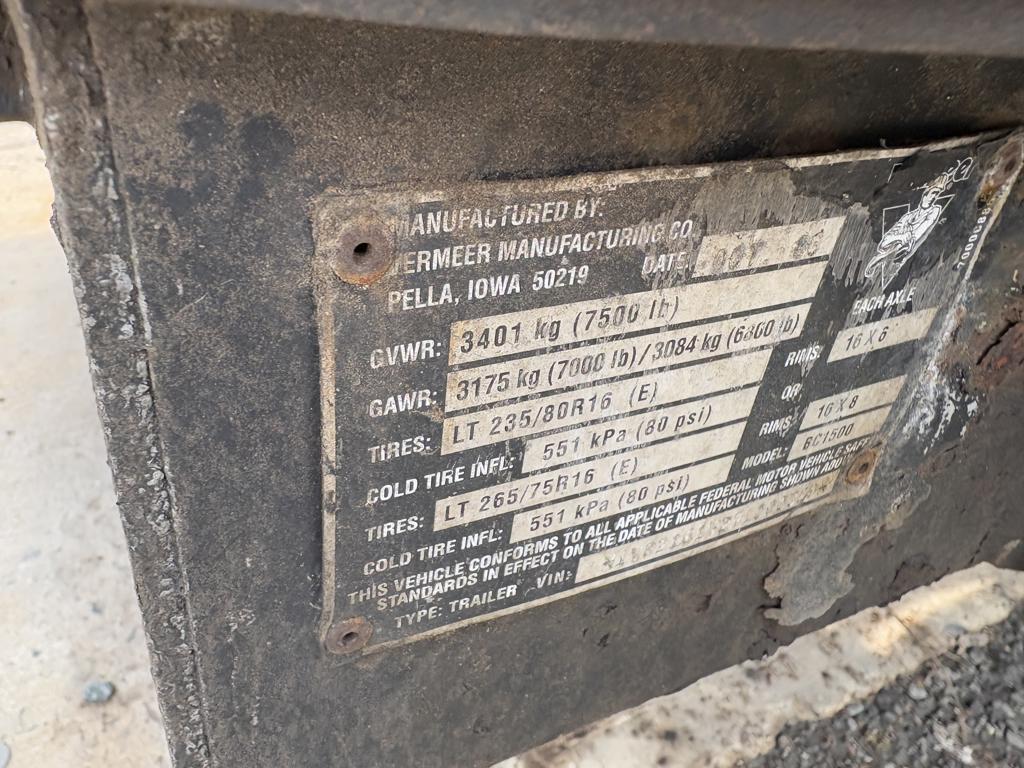 MANUFACTURED BY:
VERMEER MANUFACTURING CO.
PELLA, IOWA 50219 DATE:
GVWR: 3401 kg (7500 lb)
EACH AXLE
GAWR: 3175 kg (7000 lb)/3084 kg (6800 lb)
TIRES: LT 235/80R16 (E) RIMS: 16 X 6
COLD TIRE INFL: 551 kPa (80 psi) OR
TIRES: LT 265/75R16 (E) RIMS: 16 X 8
COLD TIRE INFL: 551 kPa (80 psi) MODEL: BC1500
THIS VEHICLE CONFORMS TO ALL APPLICABLE FEDERAL MOTOR VEHICLE
STANDARDS IN EFFECT ON THE DATE OF MANUFACTURING SHOWN
TYPE: TRAILER VIN: